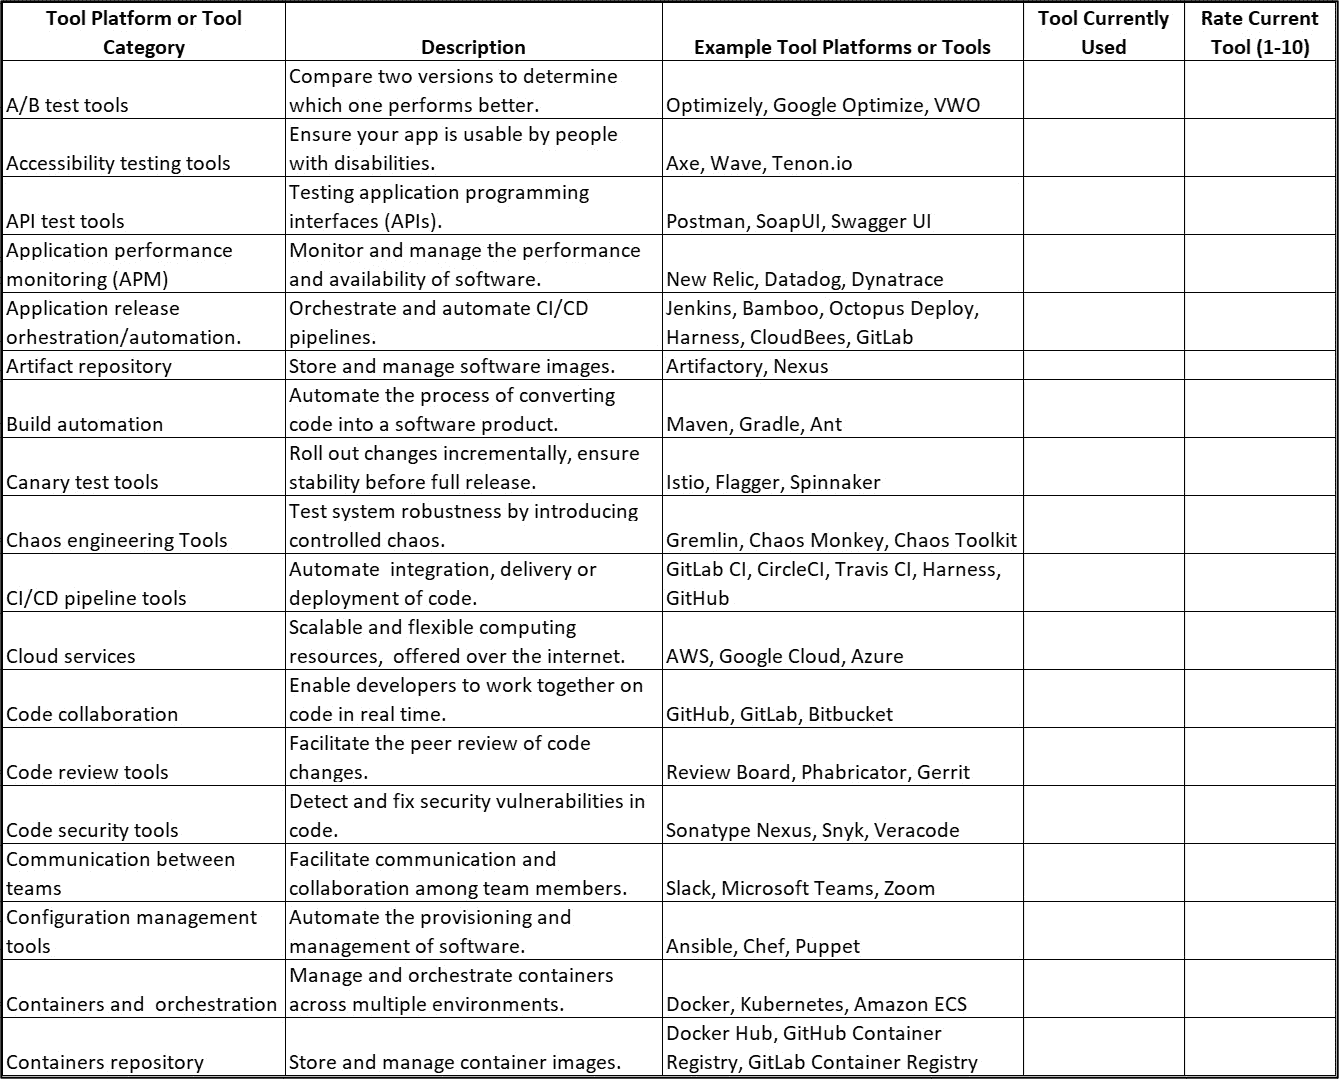 Tool Platform or Tool
Category
Description
Example Tool Platforms or Tools
Tool Currently
Used
Rate Current
Tool (1-10)
A/B test tools
Compare two versions to determine
which one performs better.
Optimizely, Google Optimize, VWO
Accessibility testing tools
Ensure your app is usable by people
with disabilities.
Axe, Wave, Tenon.io
API test tools
Testing application programming
interfaces (APIs).
Postman, SoapUI, Swagger UI
Application performance
monitoring (APM)
Monitor and manage the performance
and availability of software.
New Relic, Datadog, Dynatrace
Application release
orhestration/automation.
Orchestrate and automate CI/CD
pipelines.
Jenkins, Bamboo, Octopus Deploy,
Harness, CloudBees, GitLab
Artifact repository
Store and manage software images.
Artifactory, Nexus
Build automation
Automate the process of converting
code into a software product.
Maven, Gradle, Ant
Canary test tools
Roll out changes incrementally, ensure
stability before full release.
Istio, Flagger, Spinnaker
Chaos engineering Tools
Test system robustness by introducing
controlled chaos.
Gremlin, Chaos Monkey, Chaos Toolkit
CI/CD pipeline tools
Automate  integration, delivery or
deployment of code.
GitLab CI, CircleCI, Travis CI, Harness,
GitHub
Cloud services
Scalable and flexible computing
resources,  offered over the internet.
AWS, Google Cloud, Azure
Code collaboration
Enable developers to work together on
code in real time.
GitHub, GitLab, Bitbucket
Code review tools
Facilitate the peer review of code
changes.
Review Board, Phabricator, Gerrit
Code security tools
Detect and fix security vulnerabilities in
code.
Sonatype Nexus, Snyk, Veracode
Communication between
teams
Facilitate communication and
collaboration among team members.
Slack, Microsoft Teams, Zoom
Configuration management
tools
Automate the provisioning and
management of software.
Ansible, Chef, Puppet
Containers and  orchestration
Manage and orchestrate containers
across multiple environments.
Docker, Kubernetes, Amazon ECS
Containers repository
Store and manage container images.
Docker Hub, GitHub Container
Registry, GitLab Container Registry